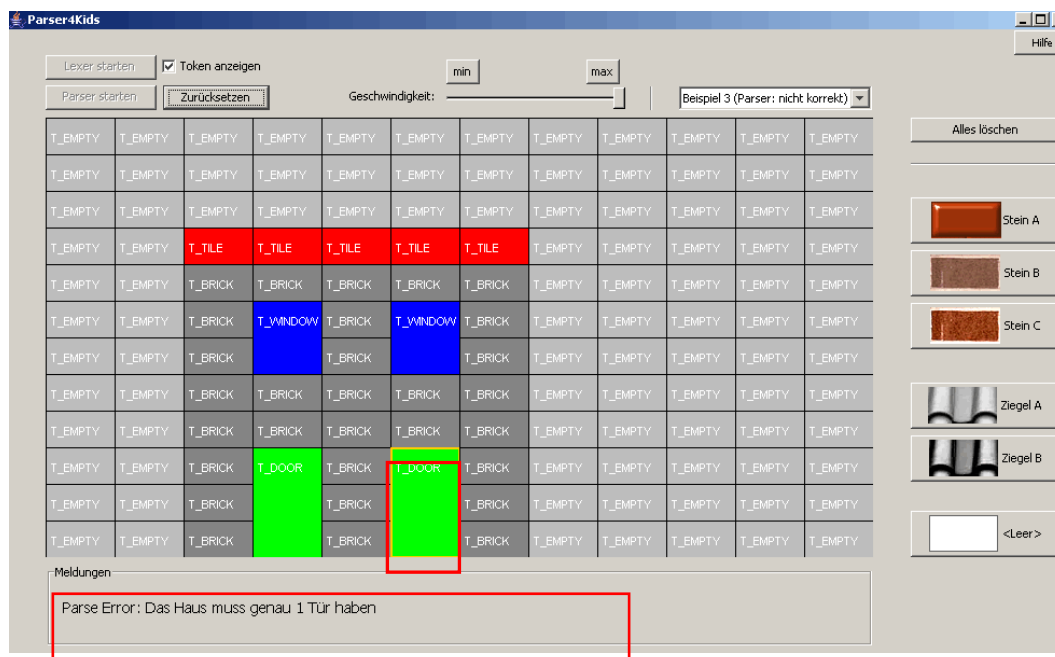 Parser4Kids
Hilfe
Lexer starten Token anzeigen min max
Parser starten Zurücksetzen Geschwindigkeit: Beispiel 3 (Parser: nicht korrekt)
T_EMPTY T_EMPTY T_EMPTY T_EMPTY T_EMPTY T_EMPTY T_EMPTY T_EMPTY T_EMPTY T_EMPTY T_EMPTY T_EMPTY Alles löschen
T_EMPTY T_EMPTY T_EMPTY T_EMPTY T_EMPTY T_EMPTY T_EMPTY T_EMPTY T_EMPTY T_EMPTY T_EMPTY T_EMPTY
T_EMPTY T_EMPTY T_EMPTY T_EMPTY T_EMPTY T_EMPTY T_EMPTY T_EMPTY T_EMPTY T_EMPTY T_EMPTY T_EMPTY Stein A
T_EMPTY T_EMPTY T_TILE T_TILE T_TILE T_TILE T_TILE T_EMPTY T_EMPTY T_EMPTY T_EMPTY T_EMPTY
T_EMPTY T_EMPTY T_BRICK T_BRICK T_BRICK T_BRICK T_BRICK T_EMPTY T_EMPTY T_EMPTY T_EMPTY T_EMPTY Stein B
T_EMPTY T_EMPTY T_BRICK T_WINDOW T_BRICK T_WINDOW T_BRICK T_EMPTY T_EMPTY T_EMPTY T_EMPTY T_EMPTY Stein C
T_EMPTY T_EMPTY T_BRICK T_BRICK T_BRICK T_EMPTY T_EMPTY T_EMPTY T_EMPTY T_EMPTY
T_EMPTY T_EMPTY T_BRICK T_BRICK T_BRICK T_BRICK T_BRICK T_EMPTY T_EMPTY T_EMPTY T_EMPTY T_EMPTY Ziegel A
T_EMPTY T_EMPTY T_BRICK T_BRICK T_BRICK T_BRICK T_BRICK T_EMPTY T_EMPTY T_EMPTY T_EMPTY T_EMPTY
T_EMPTY T_EMPTY T_BRICK T_DOOR T_BRICK T_DOOR T_BRICK T_EMPTY T_EMPTY T_EMPTY T_EMPTY T_EMPTY Ziegel B
T_EMPTY T_EMPTY T_BRICK T_BRICK T_BRICK T_EMPTY T_EMPTY T_EMPTY T_EMPTY T_EMPTY
T_EMPTY T_EMPTY T_BRICK T_BRICK T_BRICK T_EMPTY T_EMPTY T_EMPTY T_EMPTY T_EMPTY <Leer>
Meldungen
Parse Error: Das Haus muss genau 1 Tür haben